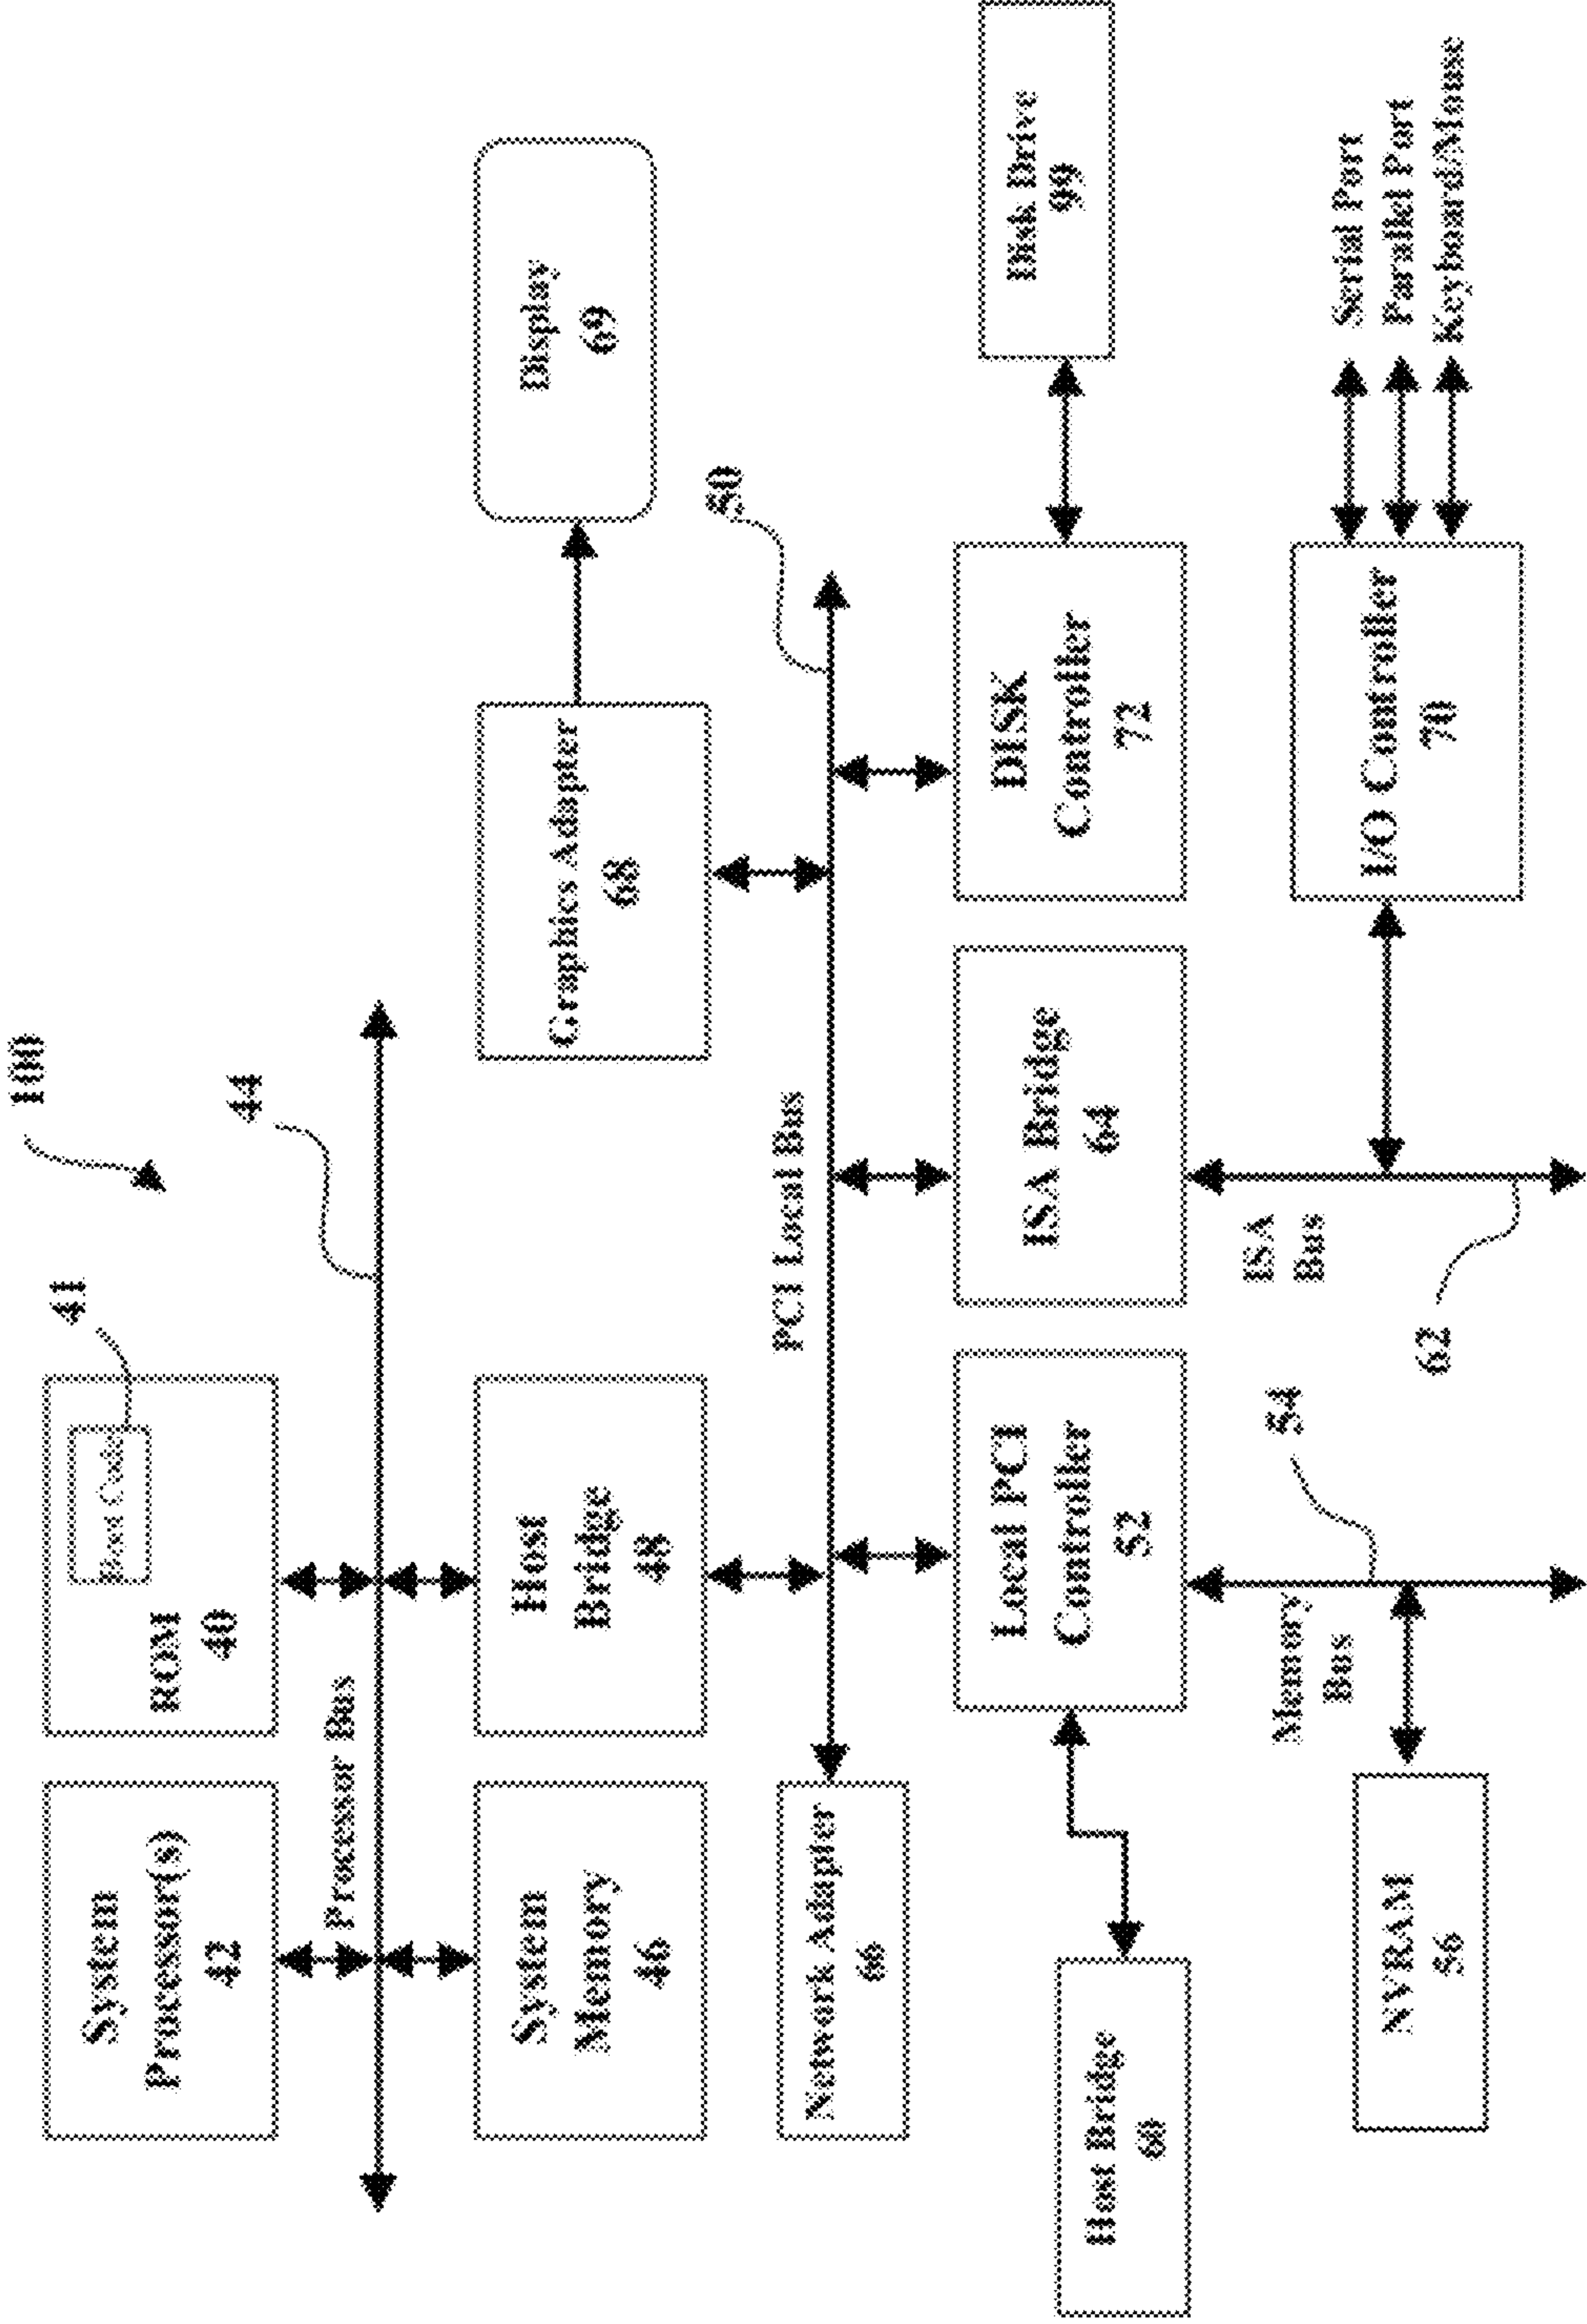 100
41
44
System
Processor(s)
42
ROM
40
Boot Code
Processor Bus
System
Memory
46
Host
Bridge
48
Graphics Adapter
68
Display
69
50
PCI Local Bus
Network Adapter
66
Local PCI
Controller
52
ISA Bridge
64
DISK
Controller
72
Disk Drive
99
Host Bridge
60
Memory
Bus
54
ISA
Bus
62
NVRAM
56
I/O Controller
70
Serial Port
Parallel Port
Keyboard/Mouse